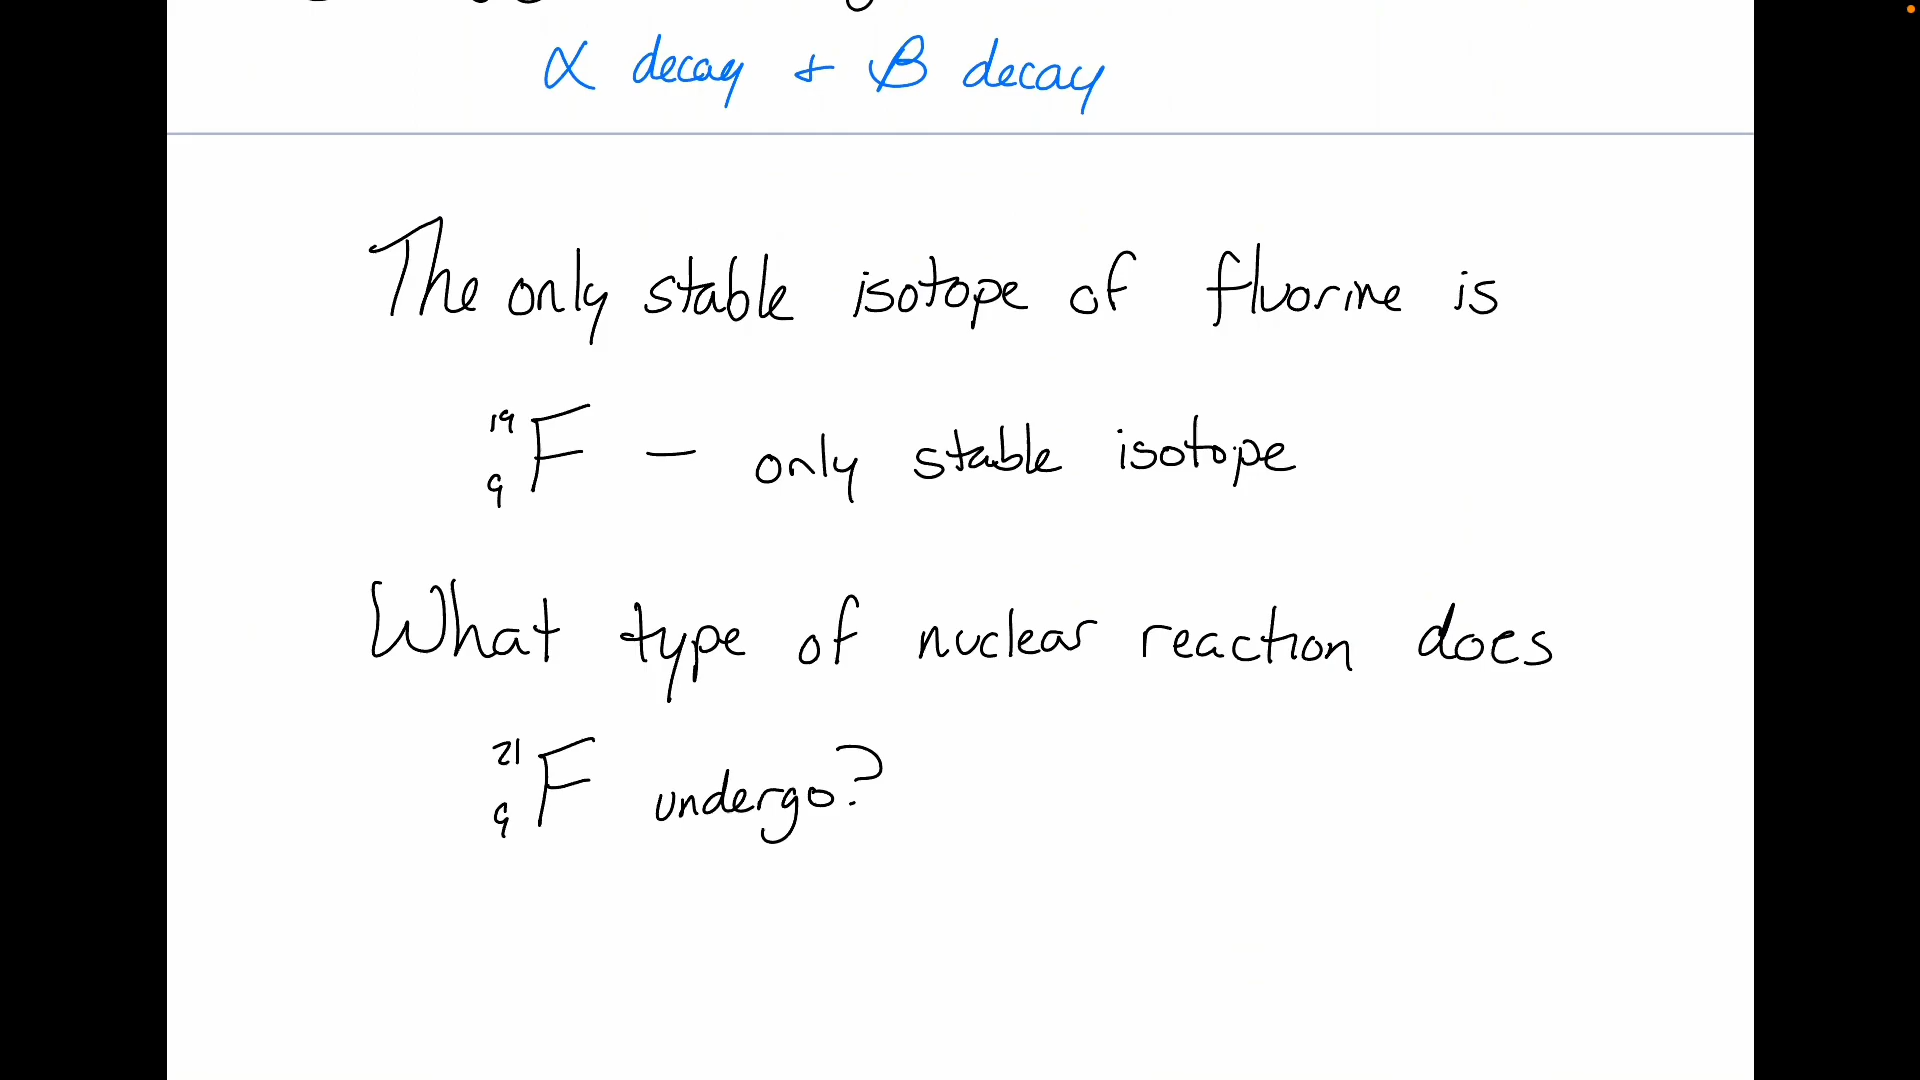 α decay + β decay
The only stable isotope of fluorine is
¹⁹₉F — only stable isotope
What type of nuclear reaction does
²¹₉F undergo?